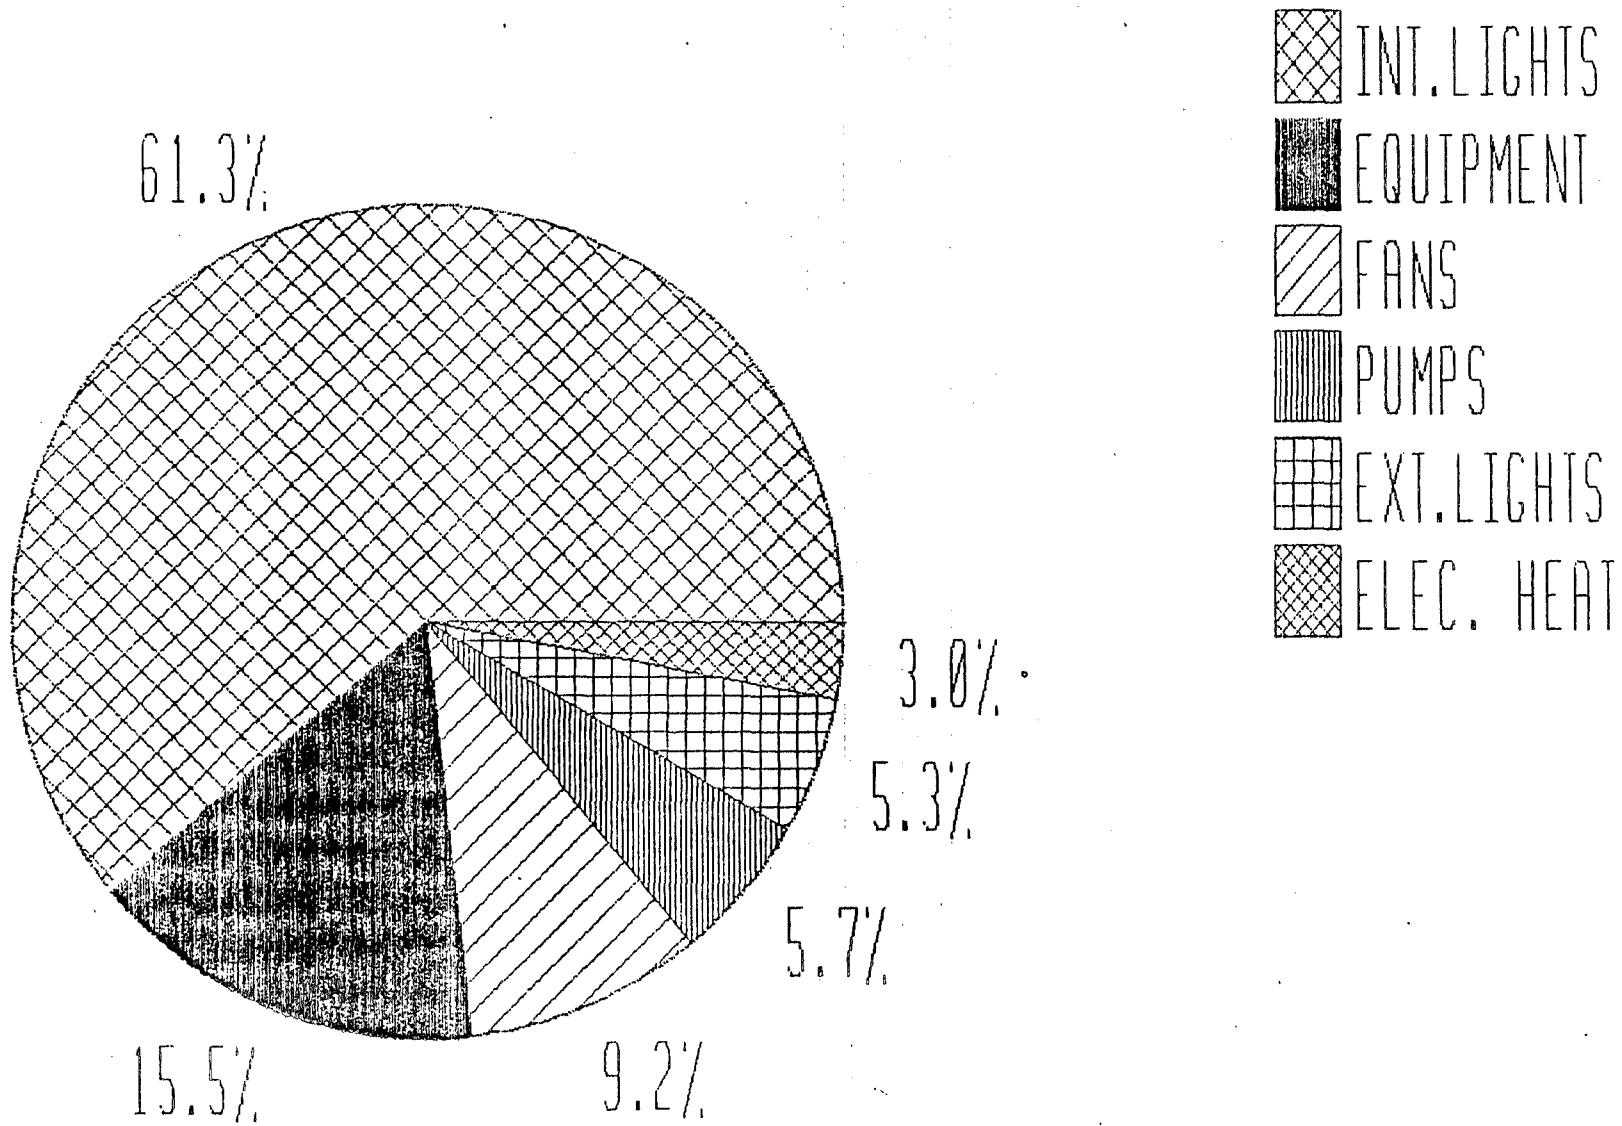 61.3%
INT.LIGHTS
EQUIPMENT
FANS
PUMPS
EXT.LIGHTS
ELEC. HEAT
3.0%
5.3%
5.7%
15.5%
9.2%